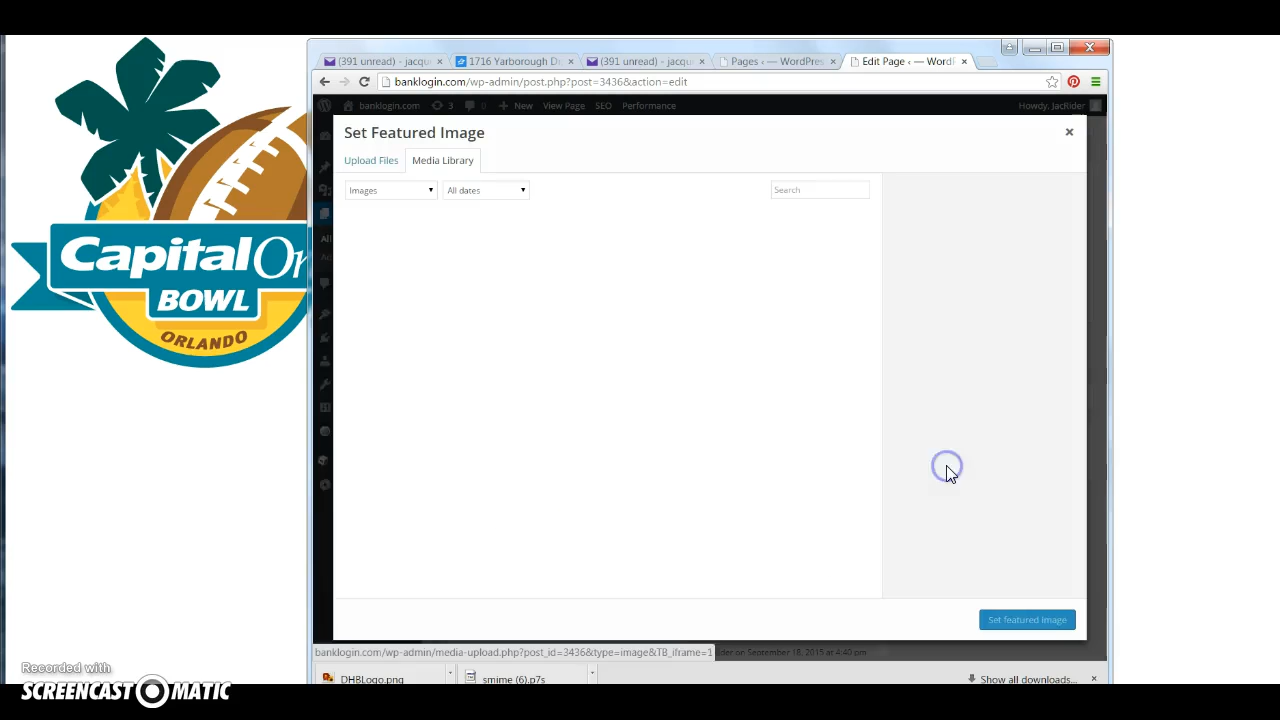 (391 unread) - jacqu
1716 Yarborough D
(391 unread) - jacqu
Pages ‹ — WordPres
Edit Page ‹ — Word
banklogin.com/wp-admin/post.php?post=3436&action=edit
banklogin.com
3
0
New
View Page
SEO
Performance
Howdy, JacRider
Set Featured Image
Upload Files
Media Library
Images
All dates
Search
All
Ad
Capital On
BOWL
ORLANDO
Set featured image
banklogin.com/wp-admin/media-upload.php?post_id=3436&type=image&TB_iframe=1
ider on September 18, 2015 at 4:40 pm
DHBLogo.png
smime (6).p7s
Show all downloads...
Recorded with
SCREENCAST MATIC